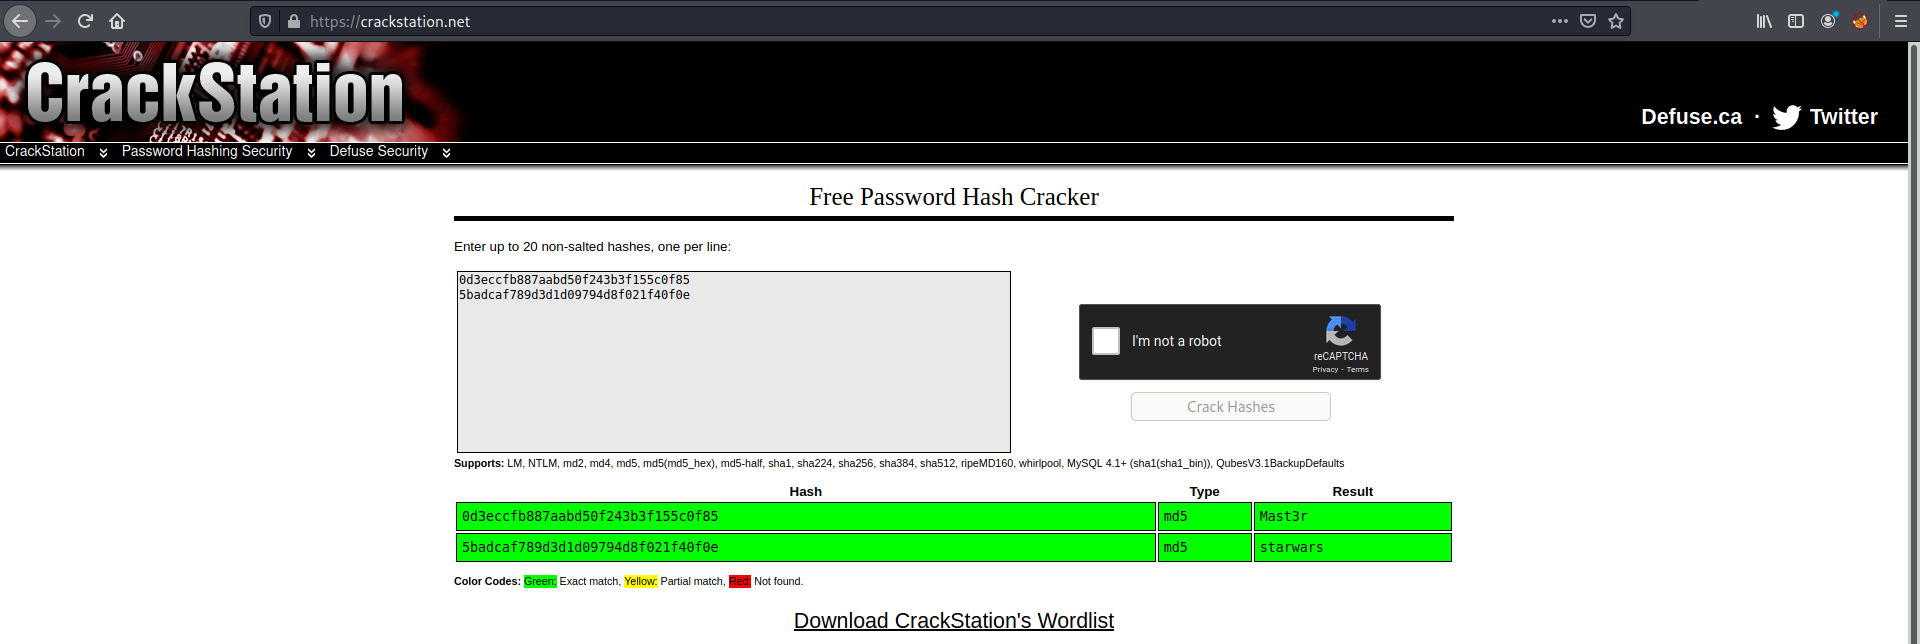 https://crackstation.net
CrackStation
Defuse.ca · Twitter
CrackStation Password Hashing Security Defuse Security
Free Password Hash Cracker
Enter up to 20 non-salted hashes, one per line:
0d3eccfb887aabd50f243b3f155c0f85
5badcaf789d3d1d09794d8f021f40f0e
I'm not a robot
reCAPTCHA
Privacy - Terms
Crack Hashes
Supports: LM, NTLM, md2, md4, md5, md5(md5_hex), md5-half, sha1, sha224, sha256, sha384, sha512, ripeMD160, whirlpool, MySQL 4.1+ (sha1(sha1_bin)), QubesV3.1BackupDefaults
Hash Type Result
0d3eccfb887aabd50f243b3f155c0f85 md5 Mast3r
5badcaf789d3d1d09794d8f021f40f0e md5 starwars
Color Codes: Green: Exact match, Yellow: Partial match, Red: Not found.
Download CrackStation's Wordlist